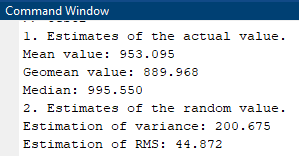 Command Window
1. Estimates of the actual value.
Mean value: 953.095
Geomean value: 889.968
Median: 995.550
2. Estimates of the random value.
Estimation of variance: 200.675
Estimation of RMS: 44.872